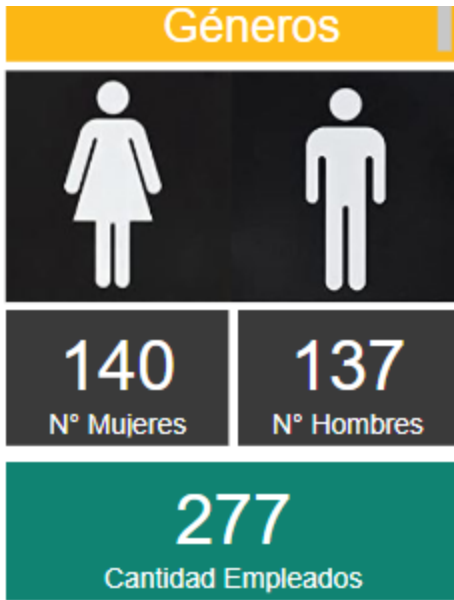 Géneros
140 137
N° Mujeres N° Hombres
277
Cantidad Empleados